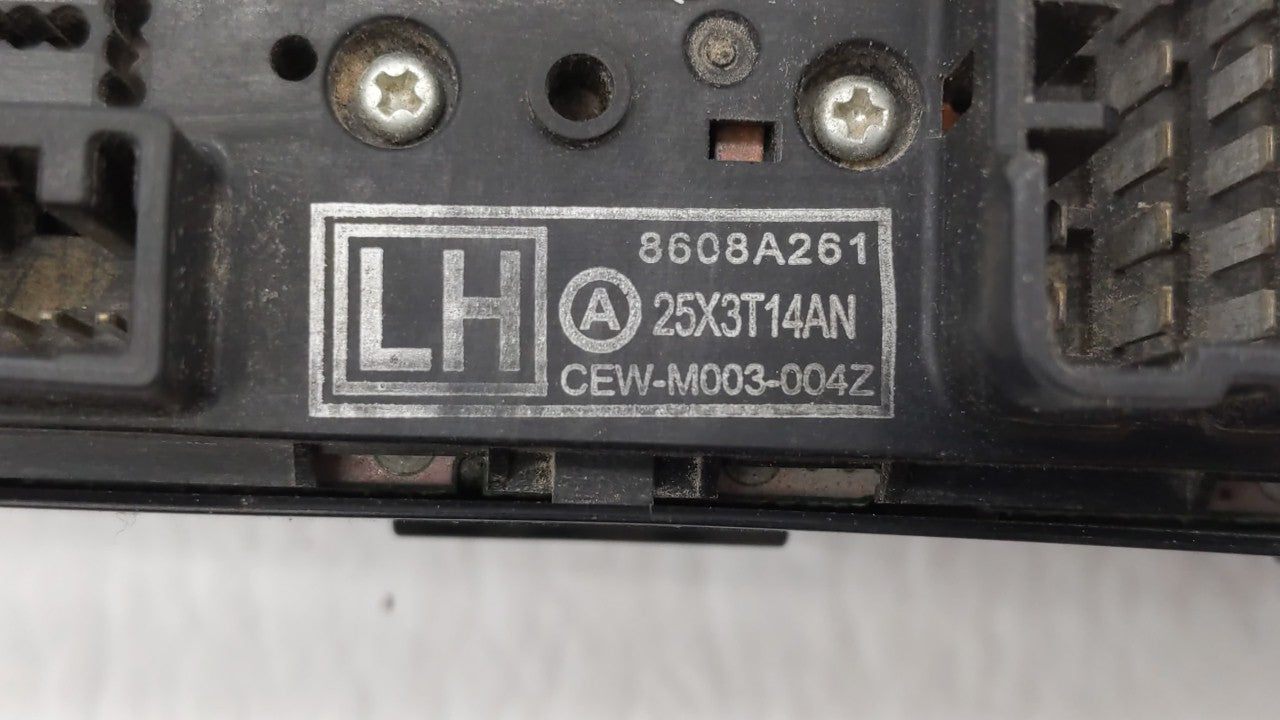 LH
8608A261
A 25X3T14AN
CEW-M003-004Z